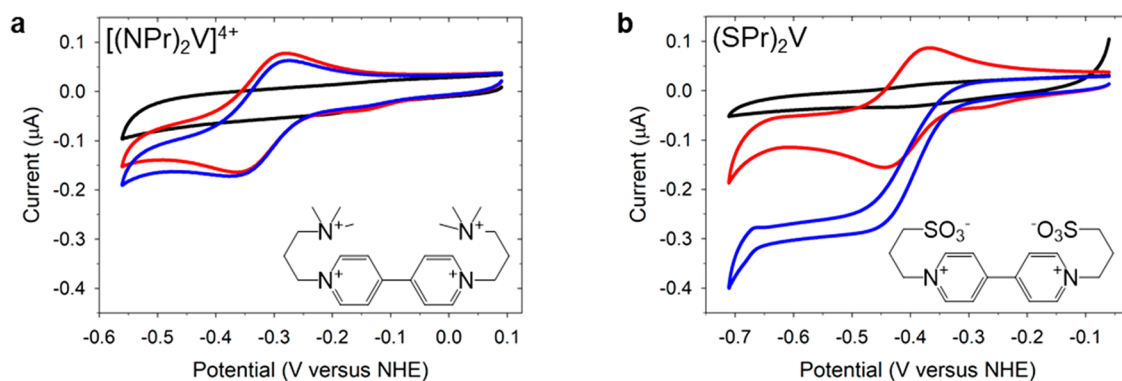 a
[(NPr)₂V]⁴⁺
0.1
0.0
-0.1
-0.2
-0.3
-0.4
Current (μA)
-0.6 -0.5 -0.4 -0.3 -0.2 -0.1 0.0 0.1
Potential (V versus NHE)
N⁺ N⁺
N⁺ N⁺
b
(SPr)₂V
0.1
0.0
-0.1
-0.2
-0.3
-0.4
Current (μA)
-0.7 -0.6 -0.5 -0.4 -0.3 -0.2 -0.1
Potential (V versus NHE)
SO₃⁻ ⁻O₃S
N⁺ N⁺